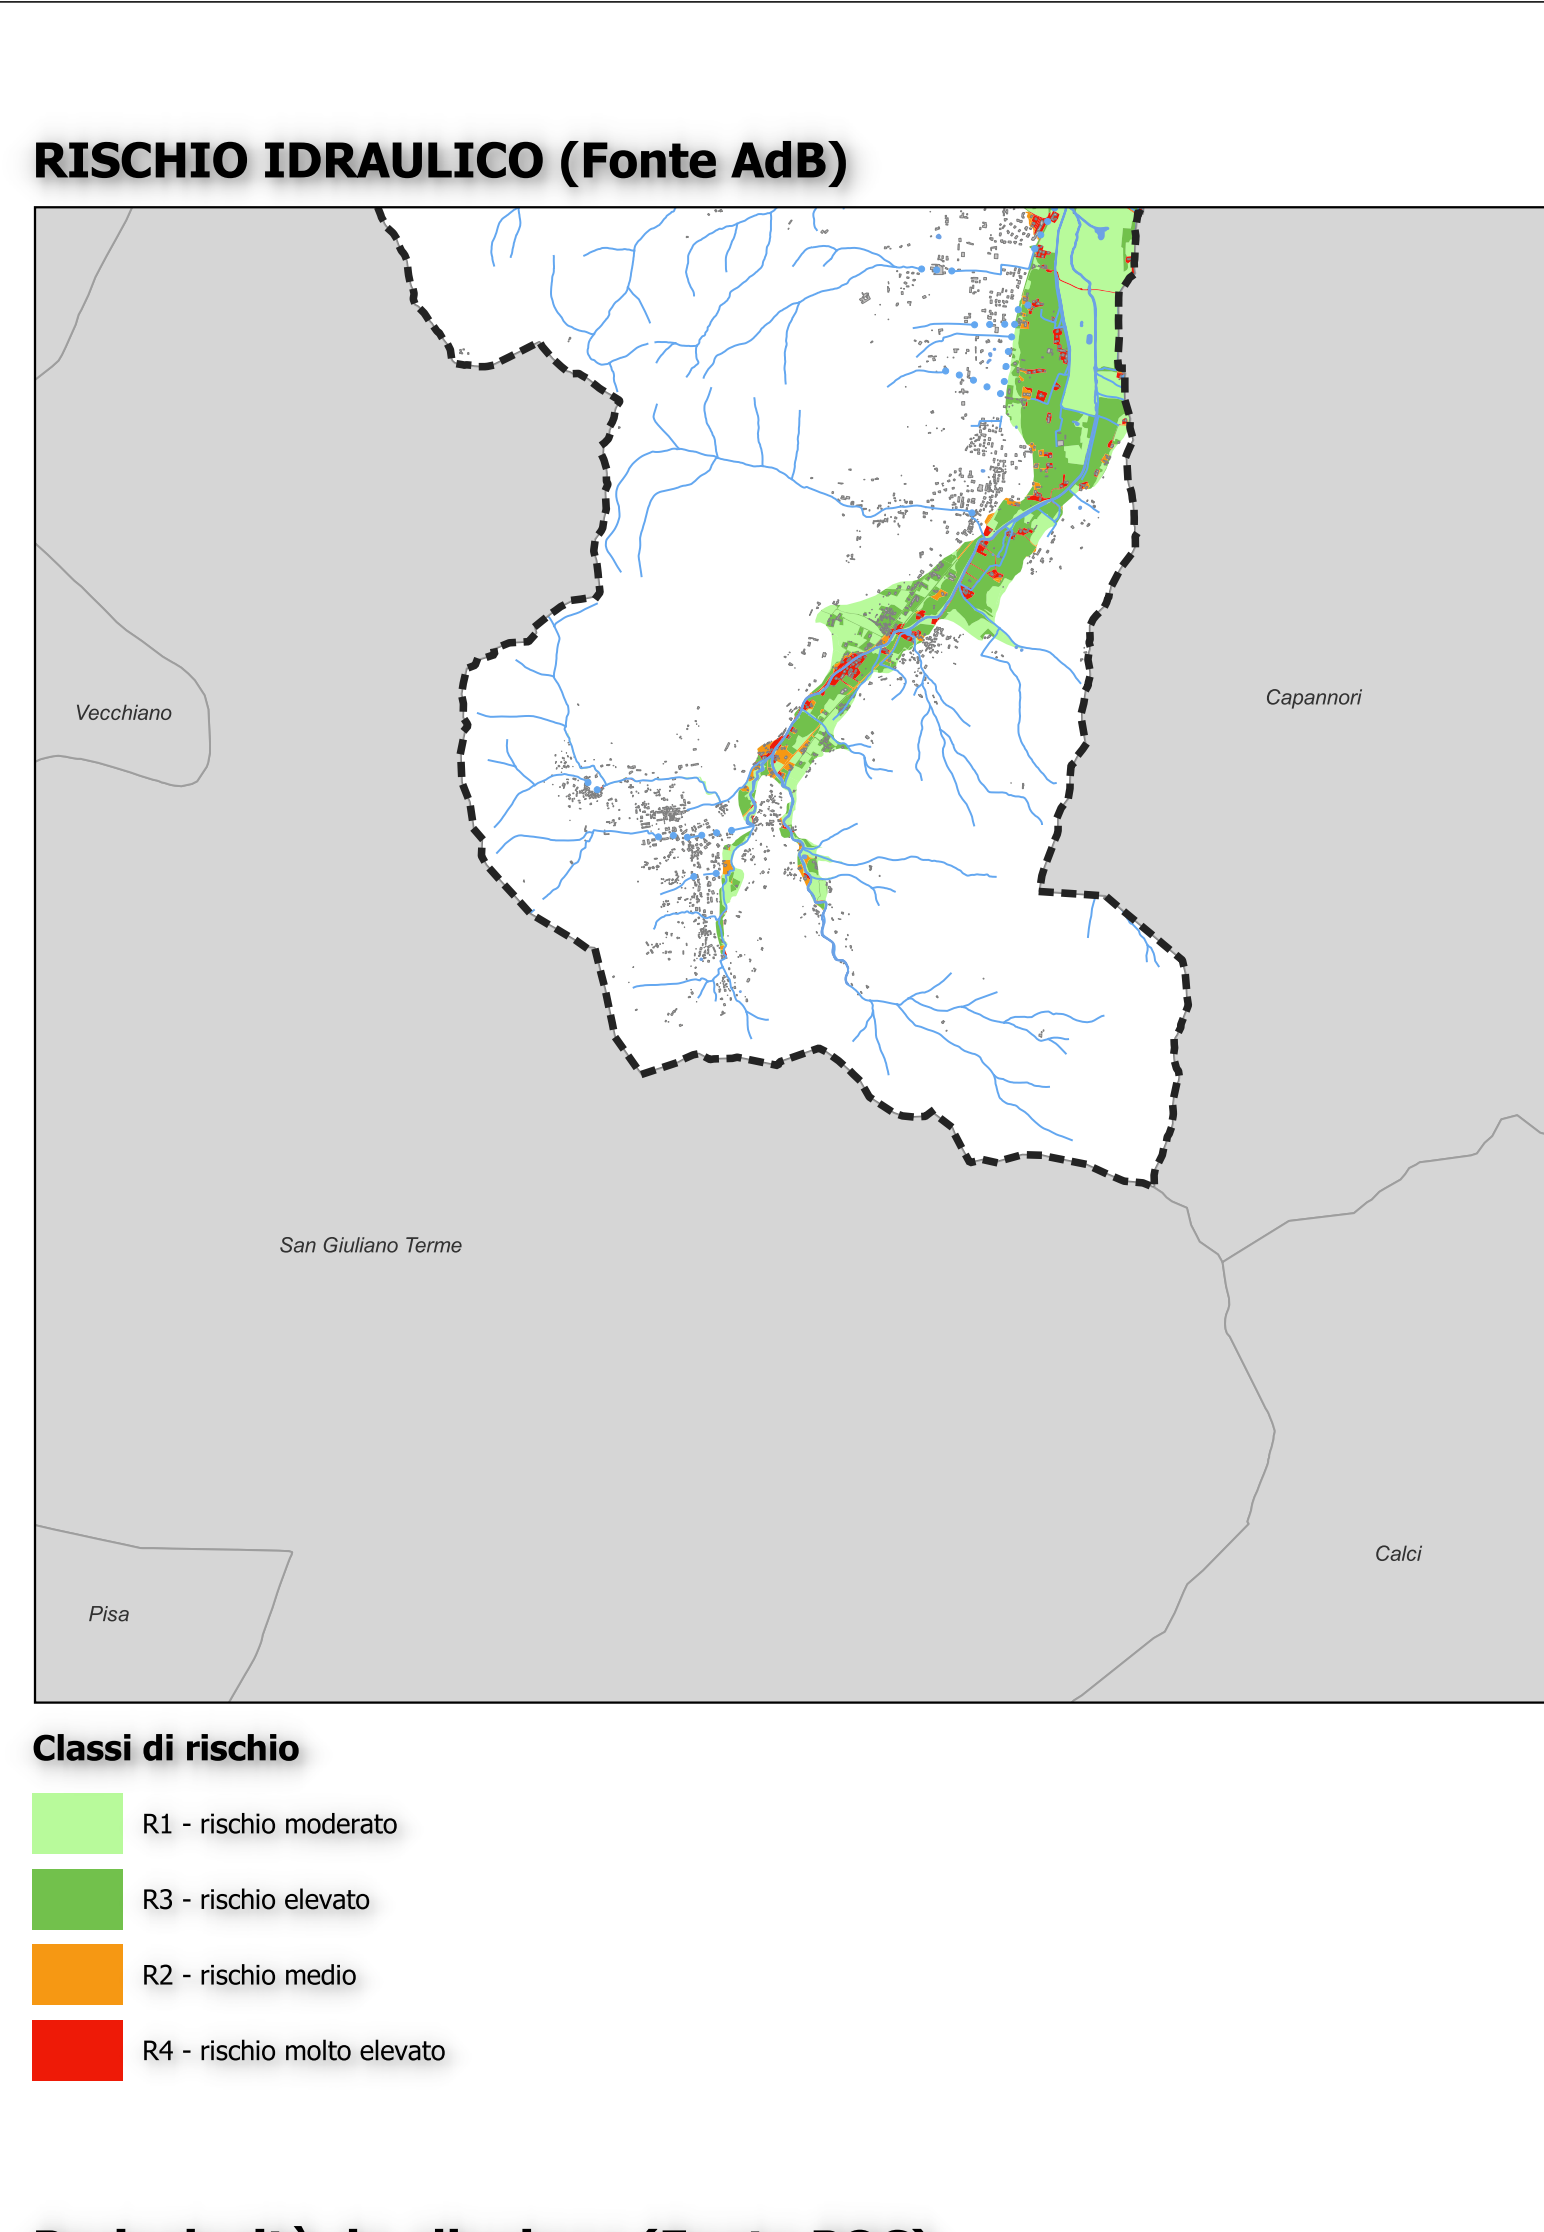 RISCHIO IDRAULICO (Fonte AdB)
Vecchiano
Capannori
San Giuliano Terme
Calci
Pisa
Classi di rischio
R1 - rischio moderato
R3 - rischio elevato
R2 - rischio medio
R4 - rischio molto elevato